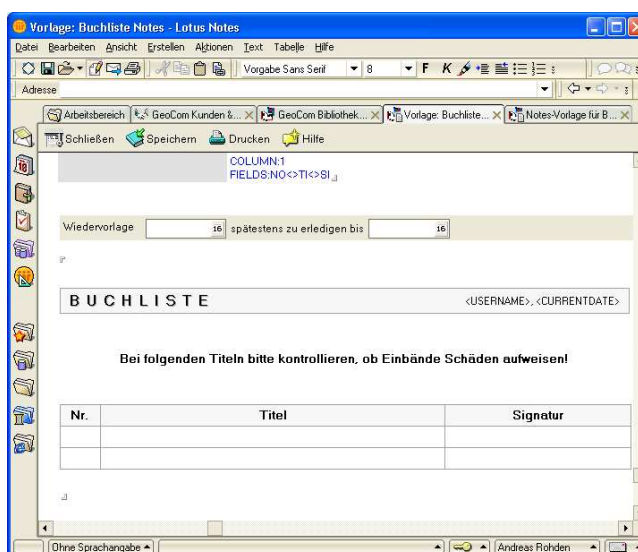 Vorlage: Buchliste Notes - Lotus Notes
Datei Bearbeiten Ansicht Erstellen Aktionen Text Tabelle Hilfe
Vorgabe Sans Serif 8 F K
Adresse
Arbeitsbereich GeoCom Kunden &... GeoCom Bibliothek... Vorlage: Buchliste... Notes-Vorlage für B...
Schließen Speichern Drucken Hilfe
COLUMN:1
FIELDS:NO<>TI<>SI
Wiedervorlage 16 spätestens zu erledigen bis 16
BUCHLISTE <USERNAME>, <CURRENTDATE>
Bei folgenden Titeln bitte kontrollieren, ob Einbände Schäden aufweisen!
Nr. Titel Signatur
Ohne Sprachangabe Andreas Rohden